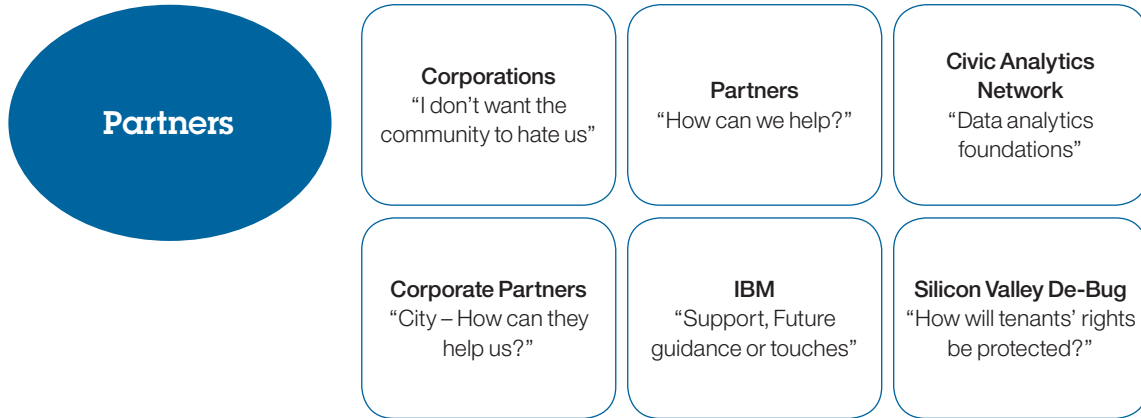 Partners
Corporations
“I don’t want the
community to hate us”
Partners
“How can we help?”
Civic Analytics
Network
“Data analytics
foundations”
Corporate Partners
“City – How can they
help us?”
IBM
“Support, Future
guidance or touches”
Silicon Valley De-Bug
“How will tenants’ rights
be protected?”